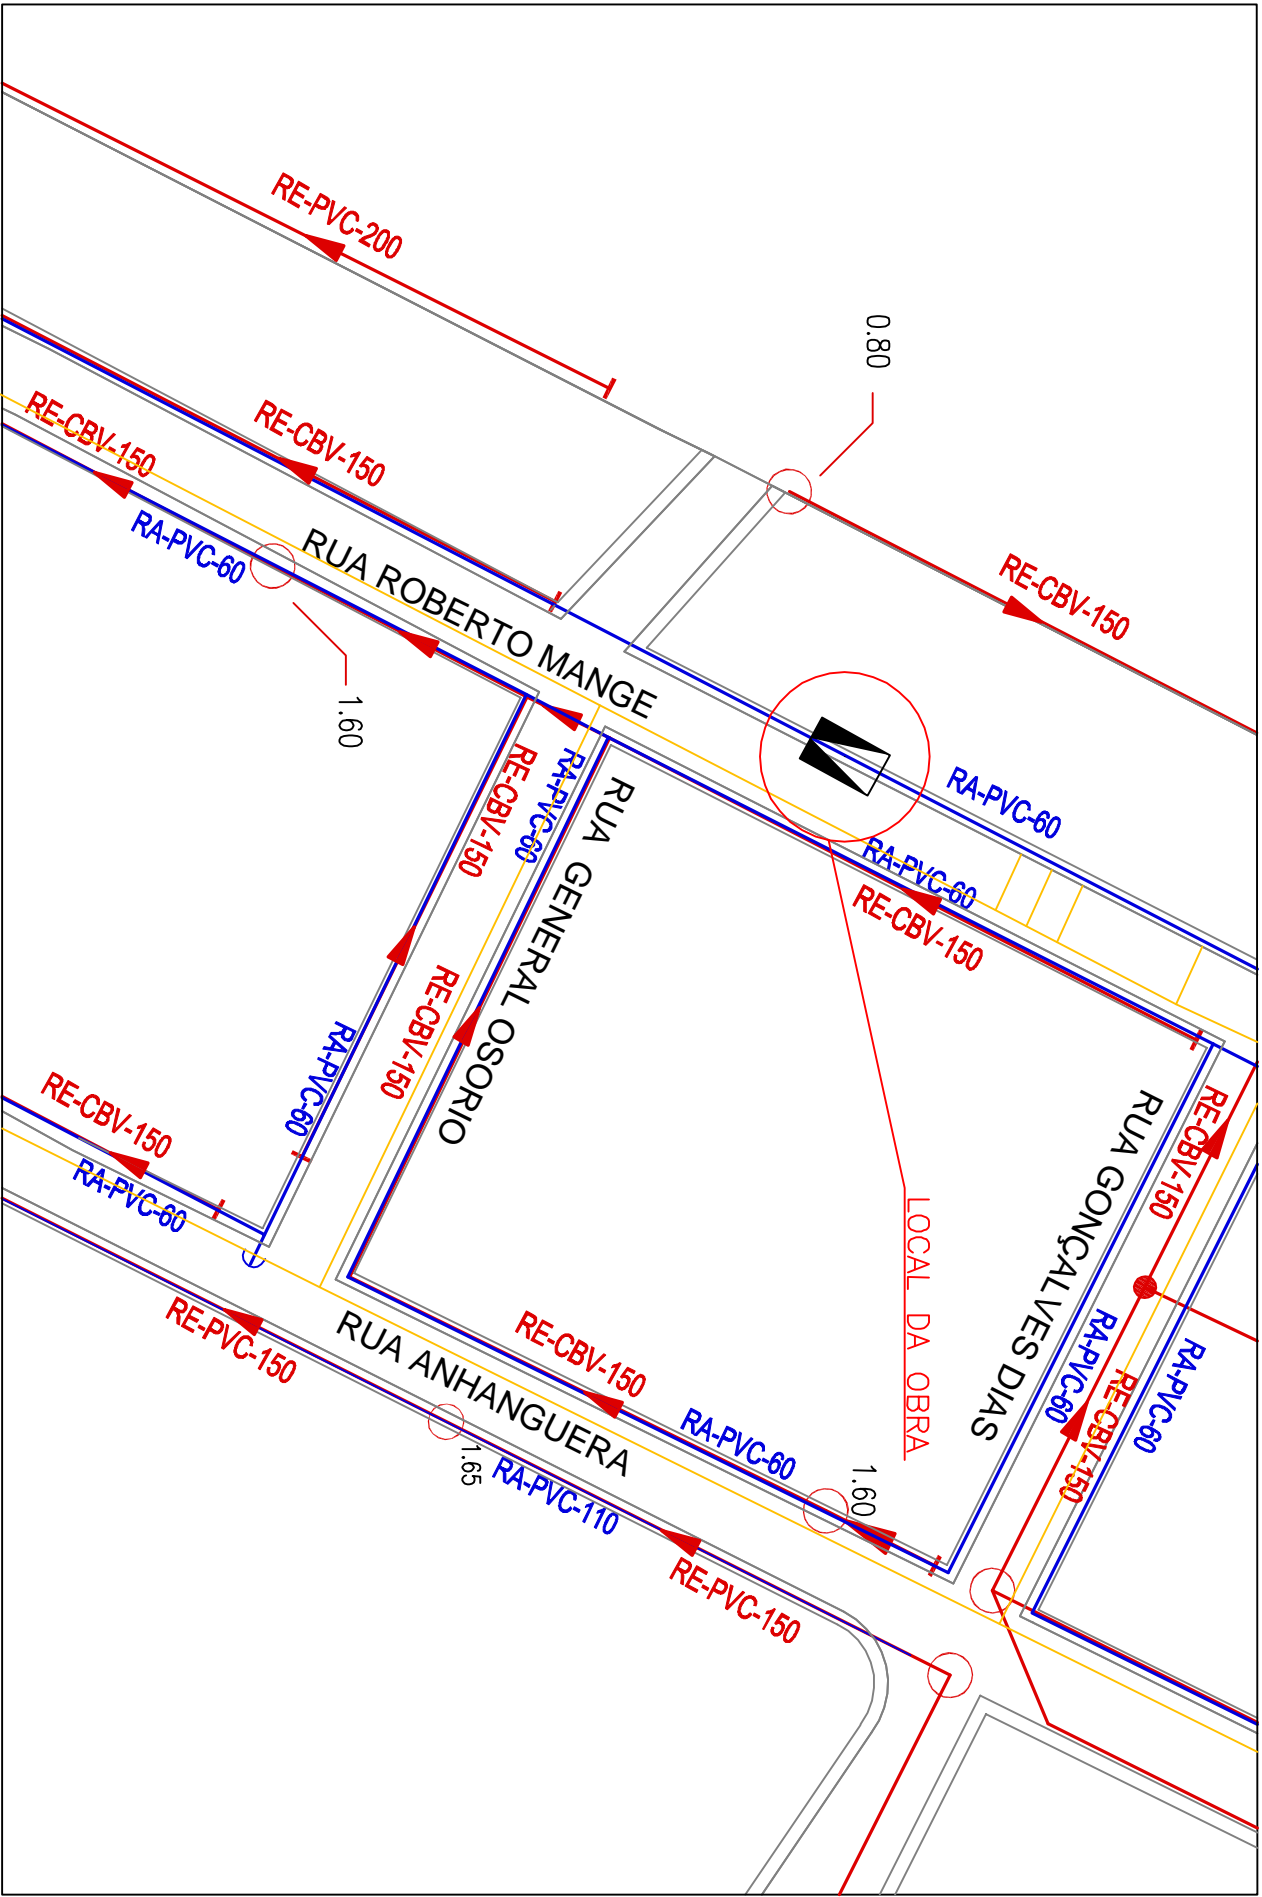 RE-PVC-200
0.80
RE-CBV-150
RE-CBV-150
RE-CBV-150
RA-PVC-60
RUA ROBERTO MANGE
1.60
RE-CBV-150
RA-PVC-60
RA-PVC-60
RA-PVC-60
RE-CBV-150
RUA GENERAL OSORIO
RE-CBV-150
RA-PVC-60
RE-CBV-150
RA-PVC-60
RUA GONÇALVES DIAS
RE-CBV-150
LOCAL DA OBRA
RA-PVC-60
RE-CBV-150
RA-PVC-60
RE-PVC-150
RUA ANHANGUERA
RE-CBV-150
RA-PVC-60
1.60
1.65
RA-PVC-110
RE-PVC-150